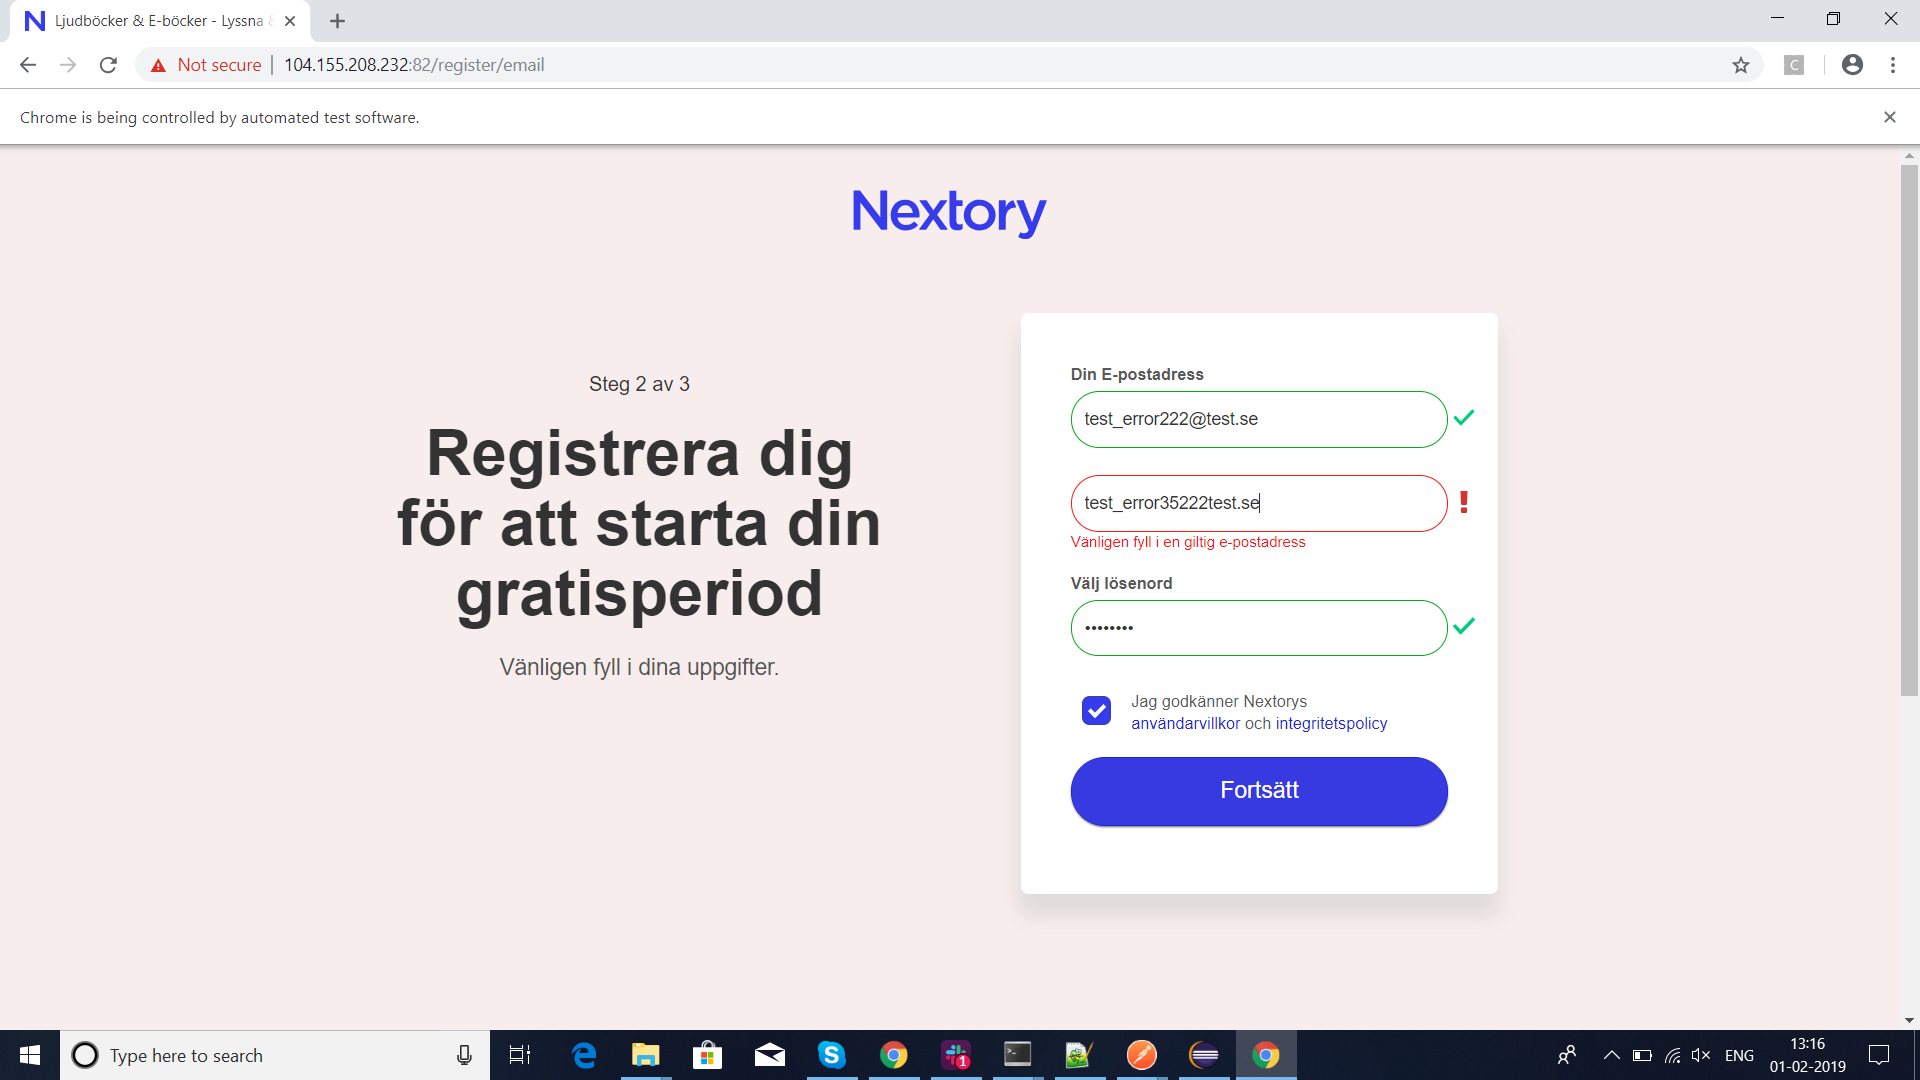 Ljudböcker & E-böcker - Lyssna
Not secure
104.155.208.232:82/register/email
C
Chrome is being controlled by automated test software.
Nextory
Steg 2 av 3
Registrera dig
för att starta din
gratisperiod
Vänligen fyll i dina uppgifter.
Din E-postadress
test_error222@test.se
test_error35222test.se
Vänligen fyll i en giltig e-postadress
Välj lösenord
Jag godkänner Nextorys
användarvillkor och integritetspolicy
Fortsätt
Type here to search
1
ENG
13:16
01-02-2019